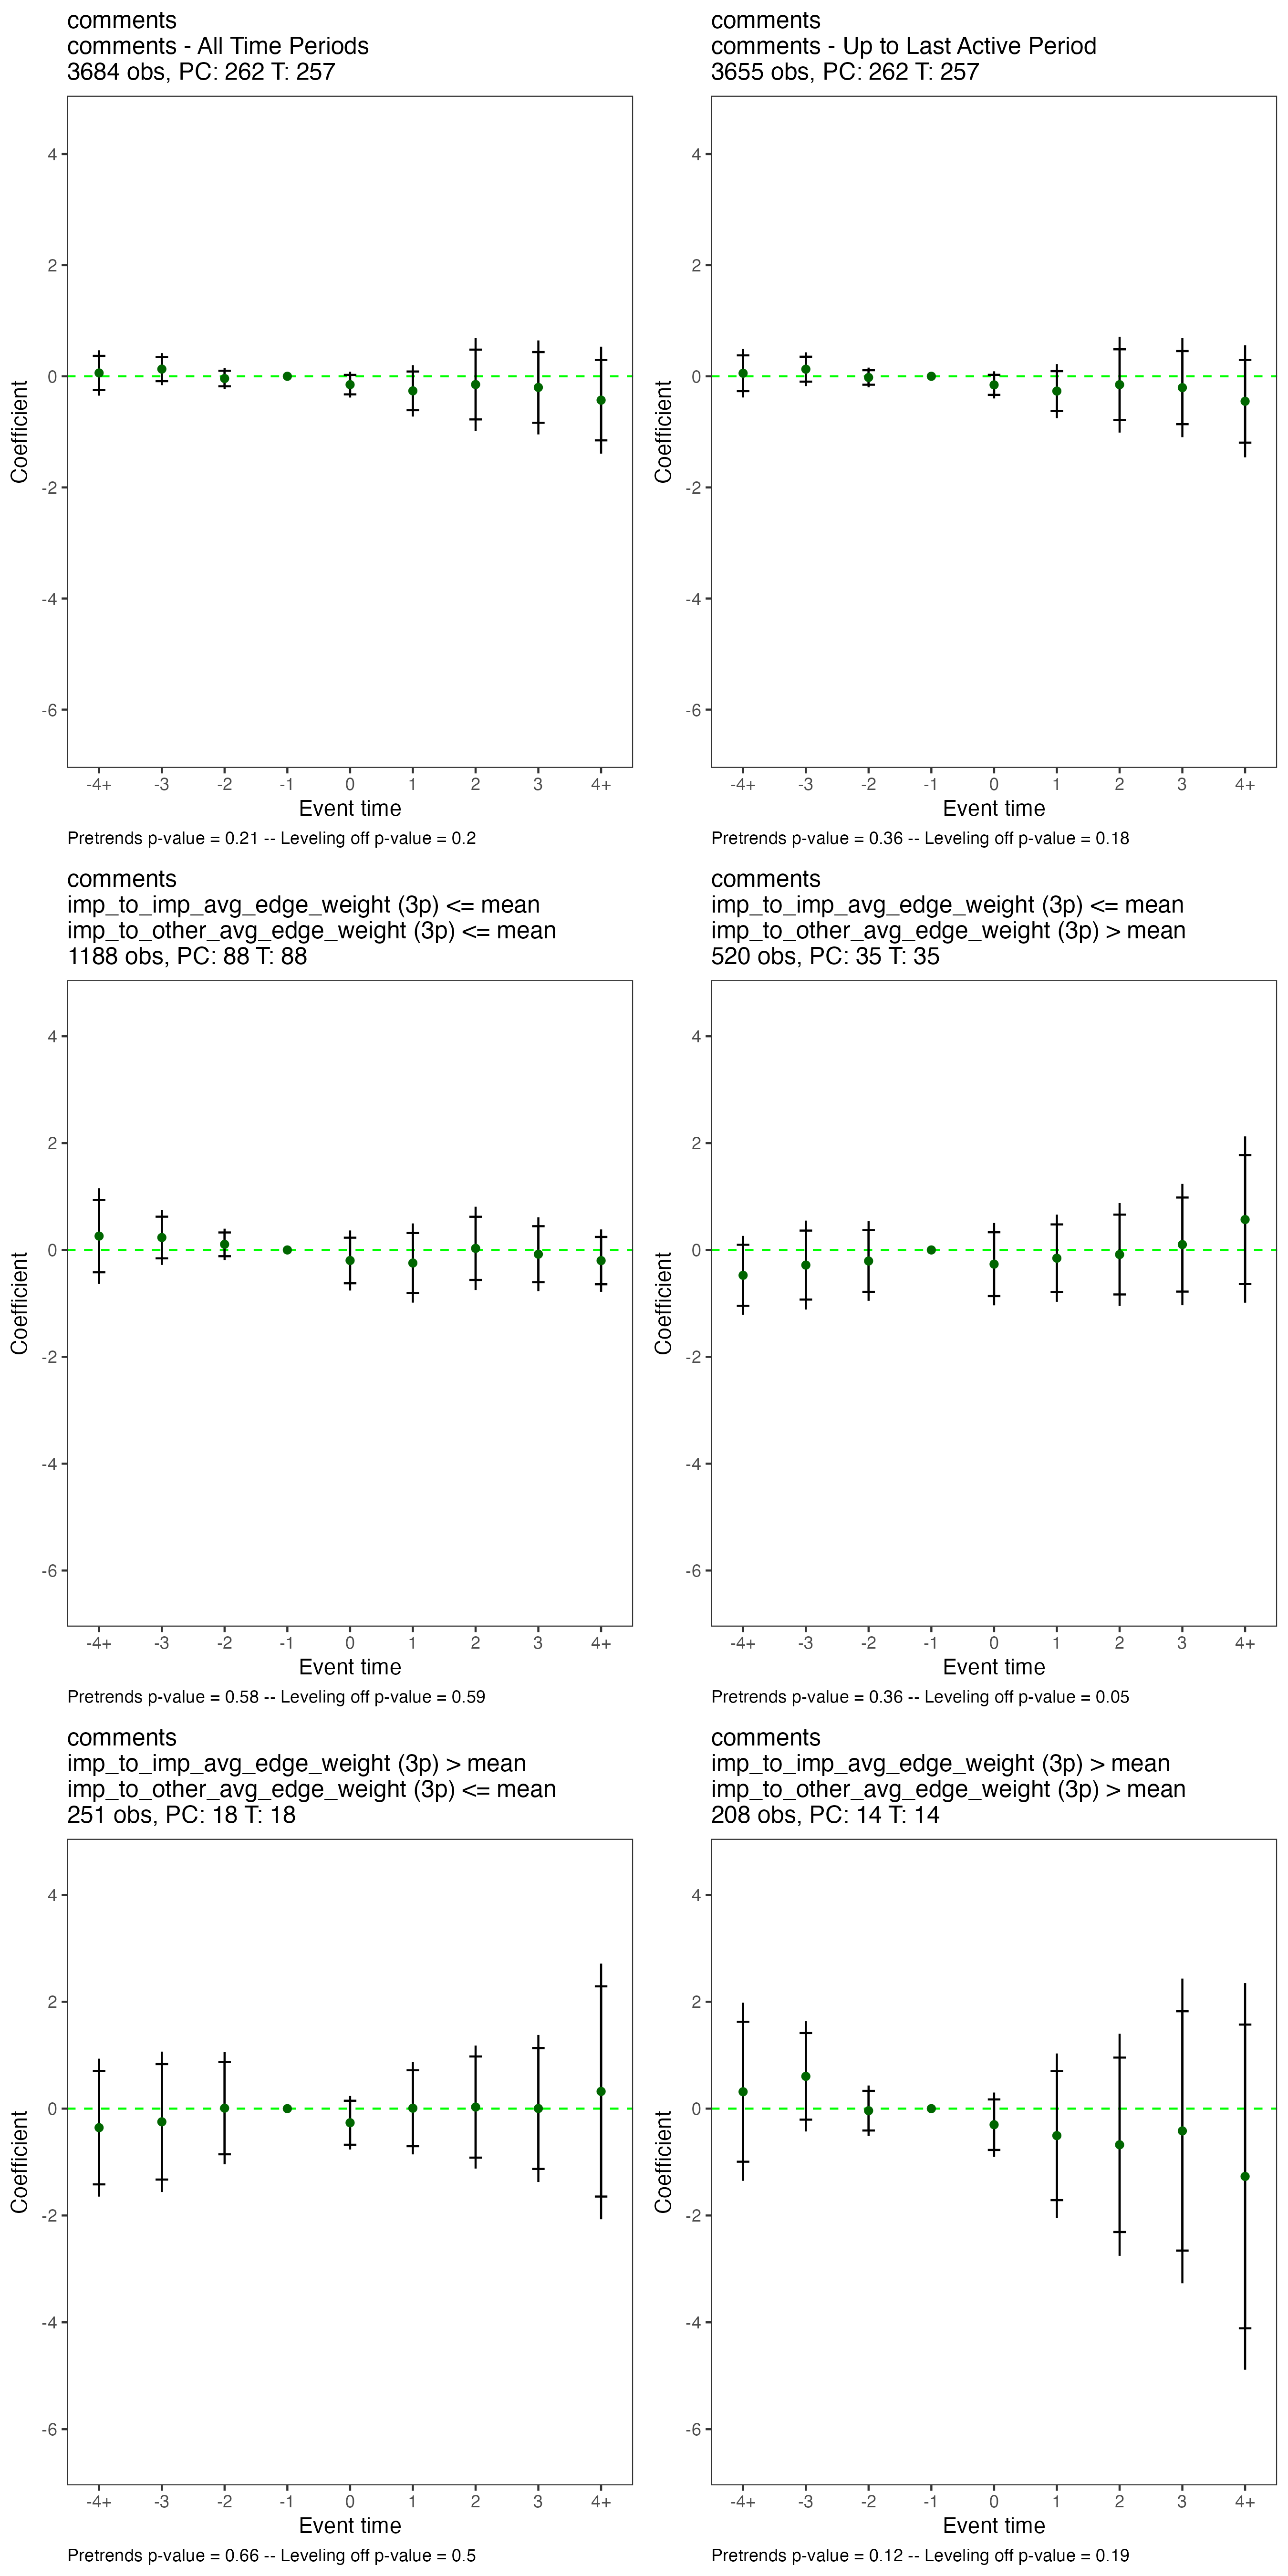 comments
comments - All Time Periods
3684 obs, PC: 262 T: 257
4
2
0
-2
-4
-6
Coefficient
-4+ -3 -2 -1 0 1 2 3 4+
Event time
Pretrends p-value = 0.21 -- Leveling off p-value = 0.2
comments
comments - Up to Last Active Period
3655 obs, PC: 262 T: 257
4
2
0
-2
-4
-6
Coefficient
-4+ -3 -2 -1 0 1 2 3 4+
Event time
Pretrends p-value = 0.36 -- Leveling off p-value = 0.18
comments
imp_to_imp_avg_edge_weight (3p) <= mean
imp_to_other_avg_edge_weight (3p) <= mean
1188 obs, PC: 88 T: 88
4
2
0
-2
-4
-6
Coefficient
-4+ -3 -2 -1 0 1 2 3 4+
Event time
Pretrends p-value = 0.58 -- Leveling off p-value = 0.59
comments
imp_to_imp_avg_edge_weight (3p) <= mean
imp_to_other_avg_edge_weight (3p) > mean
520 obs, PC: 35 T: 35
4
2
0
-2
-4
-6
Coefficient
-4+ -3 -2 -1 0 1 2 3 4+
Event time
Pretrends p-value = 0.36 -- Leveling off p-value = 0.05
comments
imp_to_imp_avg_edge_weight (3p) > mean
imp_to_other_avg_edge_weight (3p) <= mean
251 obs, PC: 18 T: 18
4
2
0
-2
-4
-6
Coefficient
-4+ -3 -2 -1 0 1 2 3 4+
Event time
Pretrends p-value = 0.66 -- Leveling off p-value = 0.5
comments
imp_to_imp_avg_edge_weight (3p) > mean
imp_to_other_avg_edge_weight (3p) > mean
208 obs, PC: 14 T: 14
4
2
0
-2
-4
-6
Coefficient
-4+ -3 -2 -1 0 1 2 3 4+
Event time
Pretrends p-value = 0.12 -- Leveling off p-value = 0.19